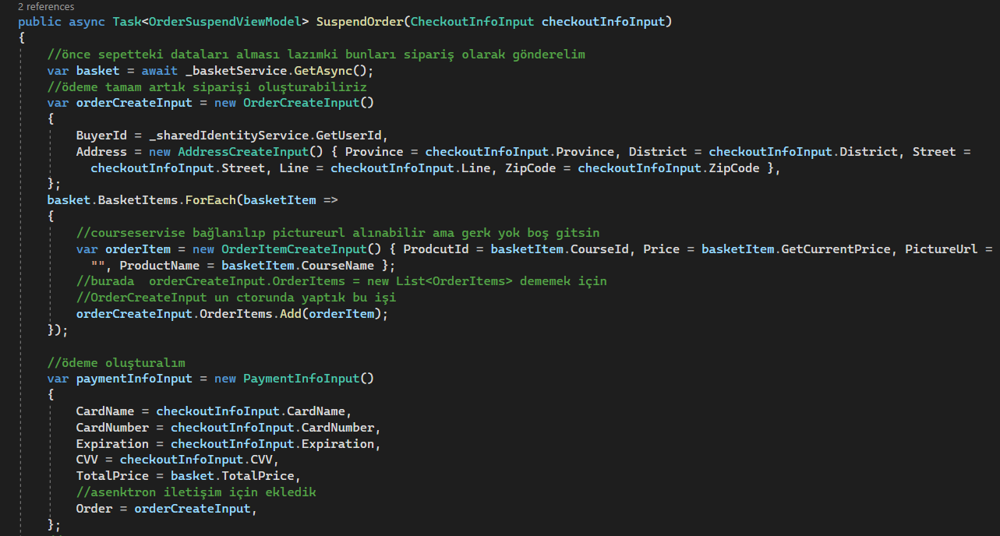 2 references
public async Task<OrderSuspendViewModel> SuspendOrder(CheckoutInfoInput checkoutInfoInput)
{
//önce sepetteki dataları alması lazımki bunları sipariş olarak gönderelim
var basket = await _basketService.GetAsync();
//ödeme tamam artık siparişi oluşturabiliriz
var orderCreateInput = new OrderCreateInput()
{
BuyerId = _sharedIdentityService.GetUserId,
Address = new AddressCreateInput() { Province = checkoutInfoInput.Province, District = checkoutInfoInput.District, Street =
checkoutInfoInput.Street, Line = checkoutInfoInput.Line, ZipCode = checkoutInfoInput.ZipCode },
};
basket.BasketItems.ForEach(basketItem =>
{
//courseservise bağlanılıp pictureurl alınabilir ama gerk yok boş gitsin
var orderItem = new OrderItemCreateInput() { ProdcutId = basketItem.CourseId, Price = basketItem.GetCurrentPrice, PictureUrl =
"", ProductName = basketItem.CourseName };
//burada  orderCreateInput.OrderItems = new List<OrderItems> dememek için
//OrderCreateInput un ctorunda yaptık bu işi
orderCreateInput.OrderItems.Add(orderItem);
});
//ödeme oluşturalım
var paymentInfoInput = new PaymentInfoInput()
{
CardName = checkoutInfoInput.CardName,
CardNumber = checkoutInfoInput.CardNumber,
Expiration = checkoutInfoInput.Expiration,
CVV = checkoutInfoInput.CVV,
TotalPrice = basket.TotalPrice,
//asenktron iletişim için ekledik
Order = orderCreateInput,
};